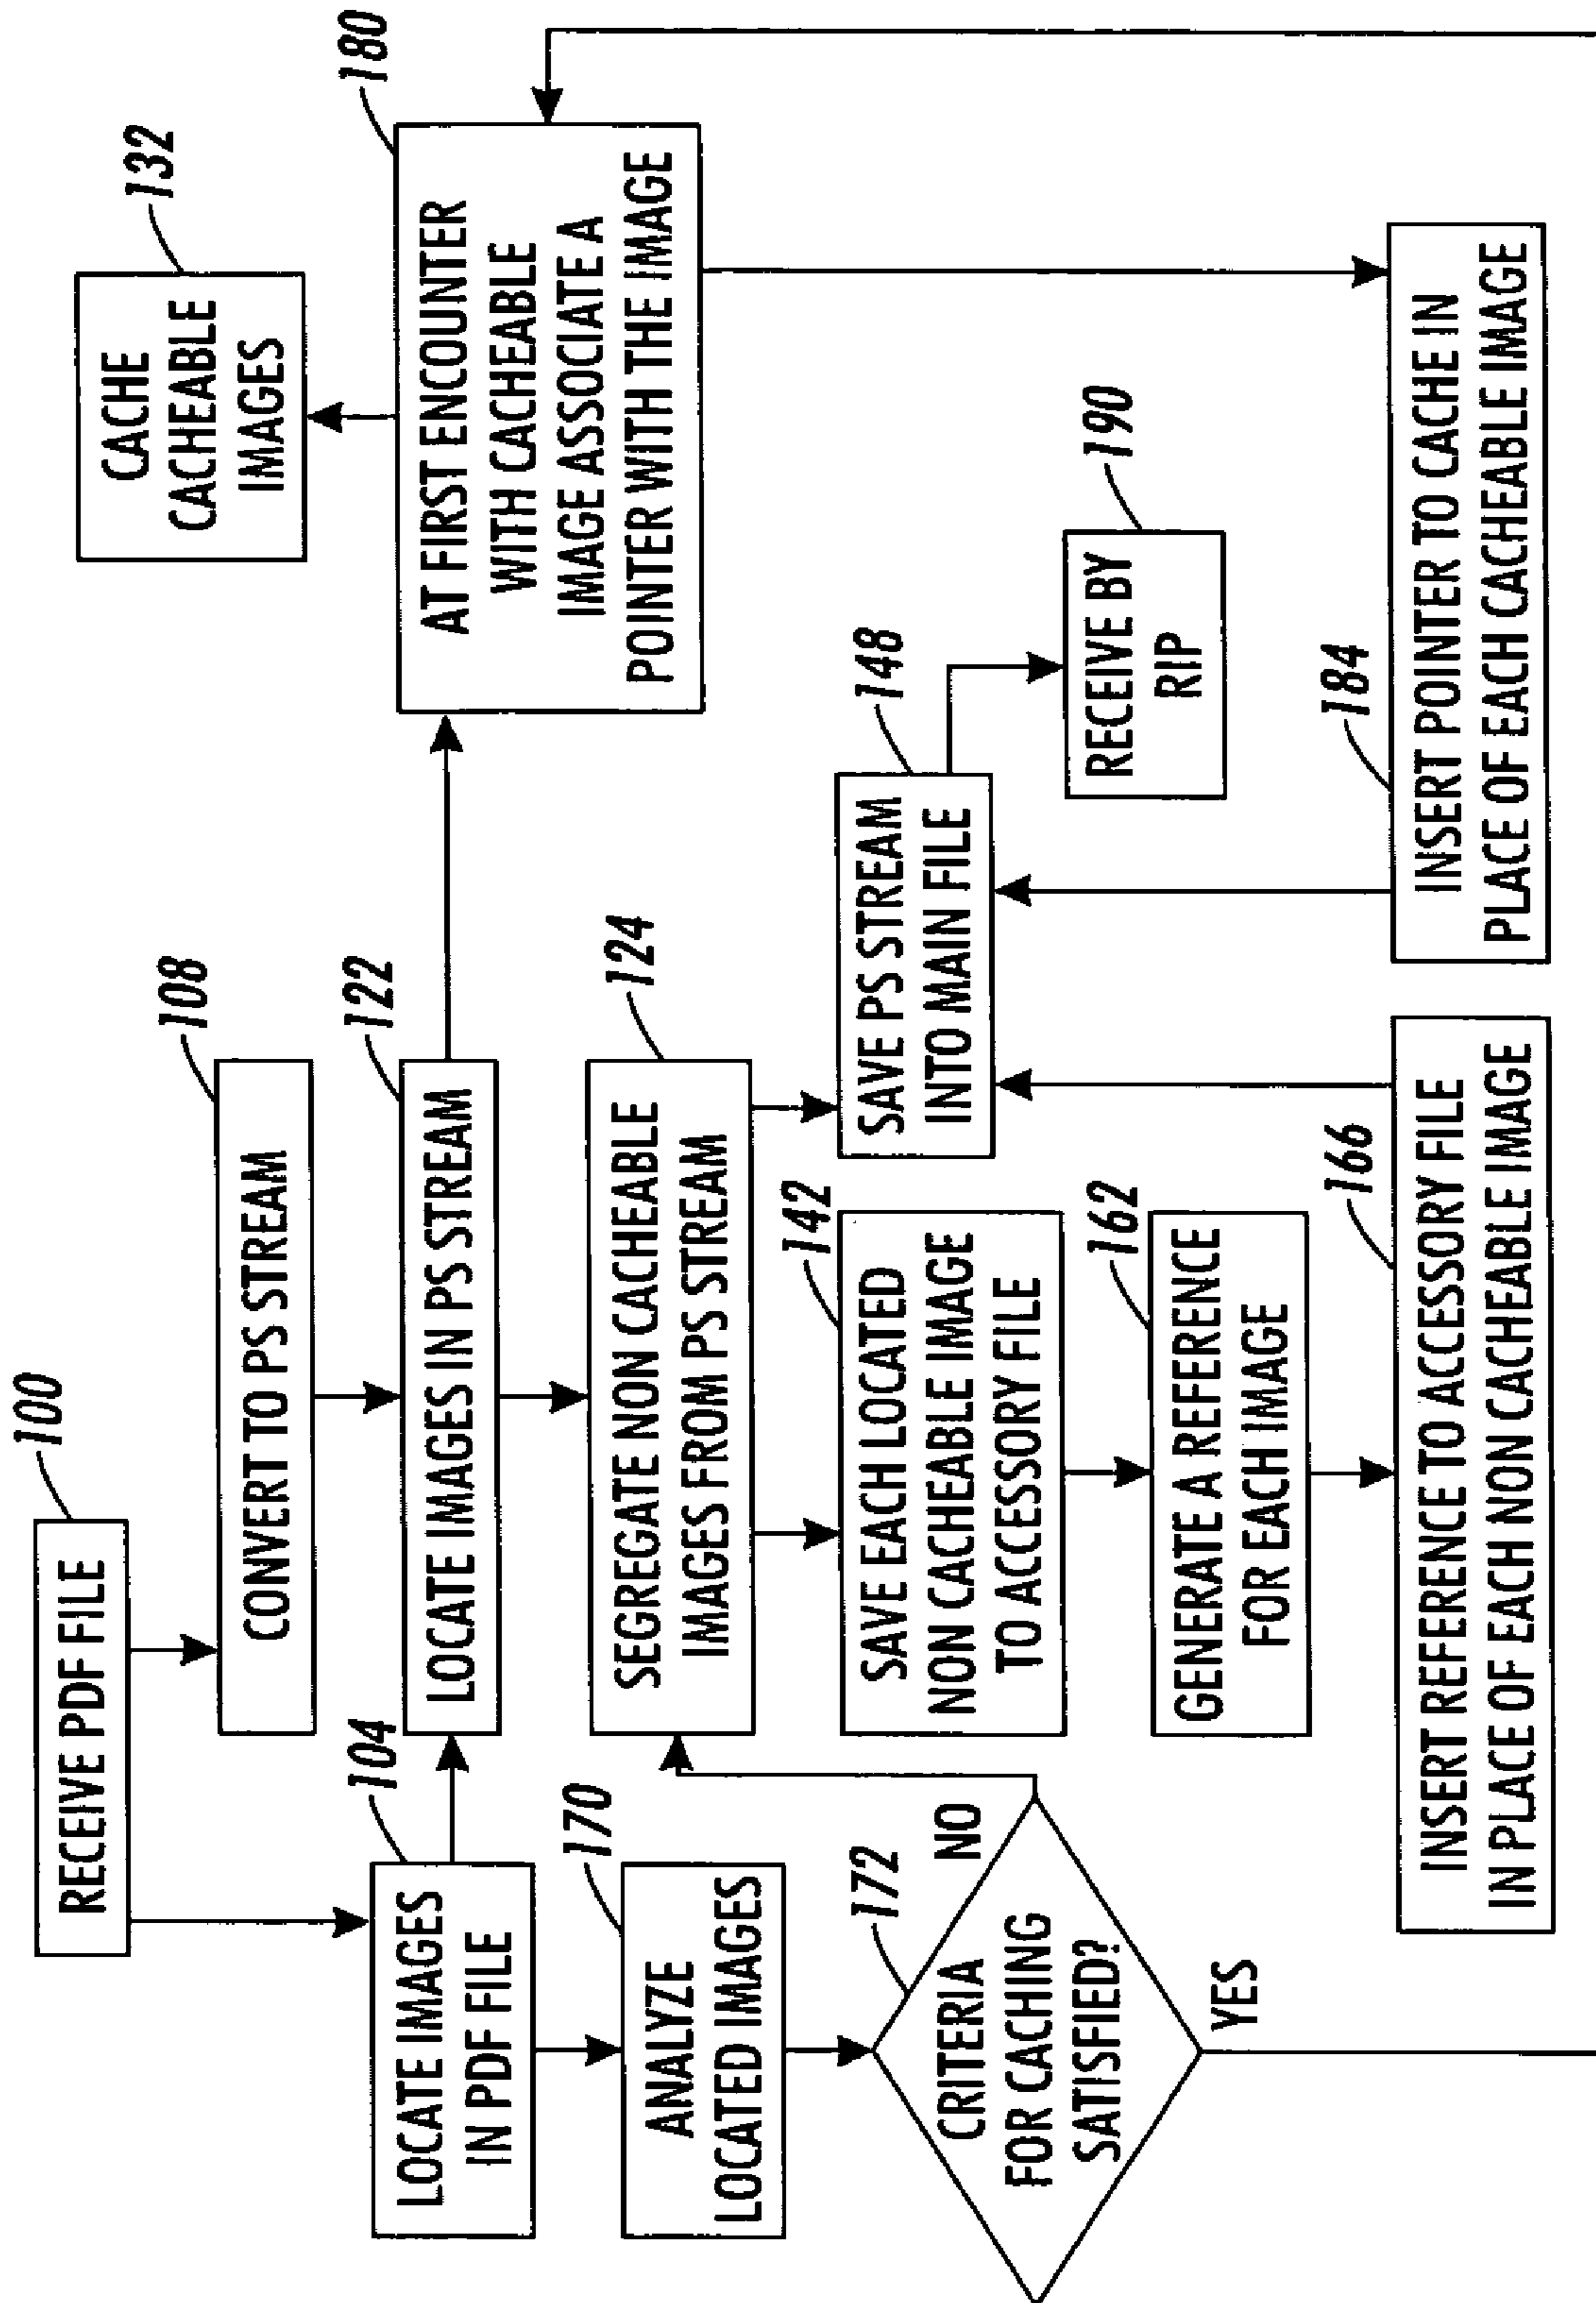 100
RECEIVE PDF FILE
104
LOCATE IMAGES
IN PDF FILE
108
CONVERT TO PS STREAM
122
LOCATE IMAGES IN PS STREAM
170
ANALYZE
LOCATED IMAGES
124
SEGREGATE NON CACHEABLE
IMAGES FROM PS STREAM
172
CRITERIA
FOR CACHING
SATISFIED?
NO
YES
142
SAVE EACH LOCATED
NON CACHEABLE IMAGE
TO ACCESSORY FILE
162
GENERATE A REFERENCE
FOR EACH IMAGE
166
INSERT REFERENCE TO ACCESSORY FILE
IN PLACE OF EACH NON CACHEABLE IMAGE
148
SAVE PS STREAM
INTO MAIN FILE
190
RECEIVE BY
RIP
132
CACHE
CACHEABLE
IMAGES
180
AT FIRST ENCOUNTER
WITH CACHEABLE
IMAGE ASSOCIATE A
POINTER WITH THE IMAGE
184
INSERT POINTER TO CACHE IN
PLACE OF EACH CACHEABLE IMAGE